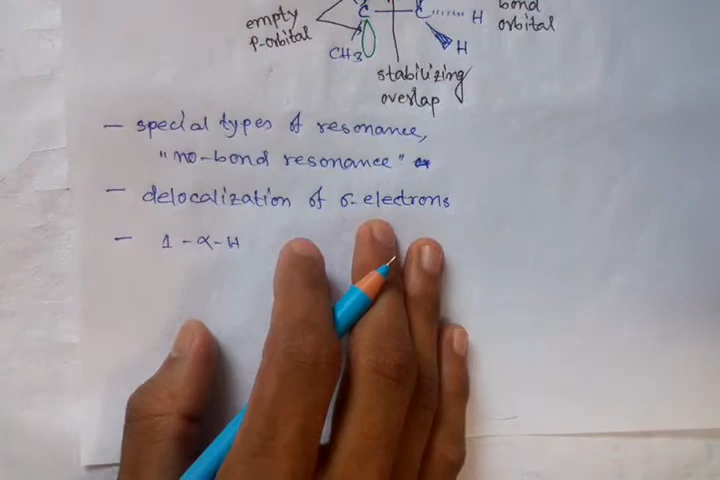 bond
C — C ······ H
orbital
empty
p-orbital
CH3
H
stabilizing
overlap
— special types of resonance,
"no-bond resonance"
— delocalization of σ-electrons
— 1-α-H